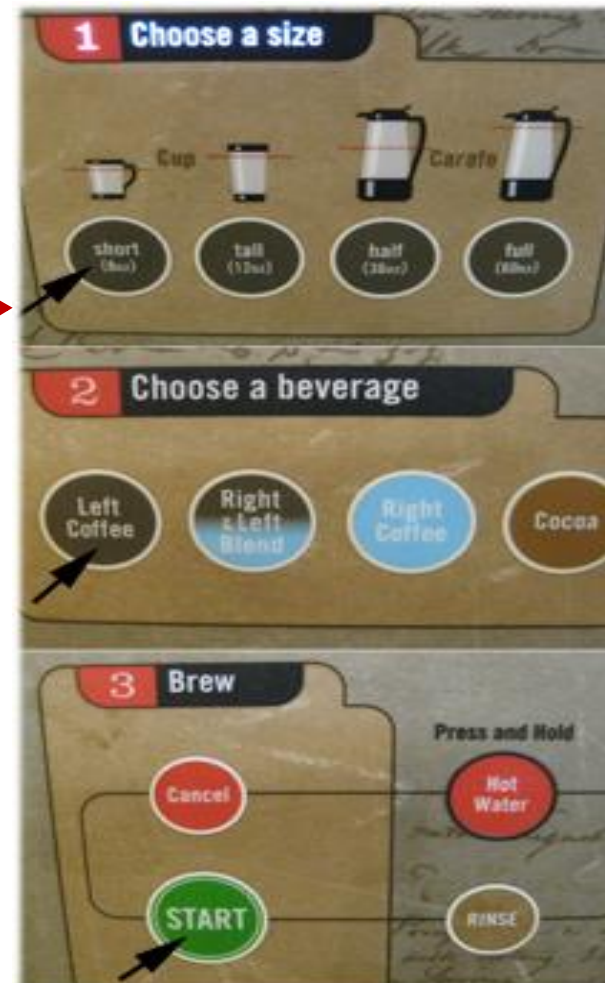 1 Choose a size
Cup
Carafe
short
(8oz)
tall
(12oz)
half
full
2 Choose a beverage
Left
Coffee
Right
& Left
Blend
Right
Coffee
Cocoa
3 Brew
Press and Hold
Cancel
Hot
Water
START
RINSE